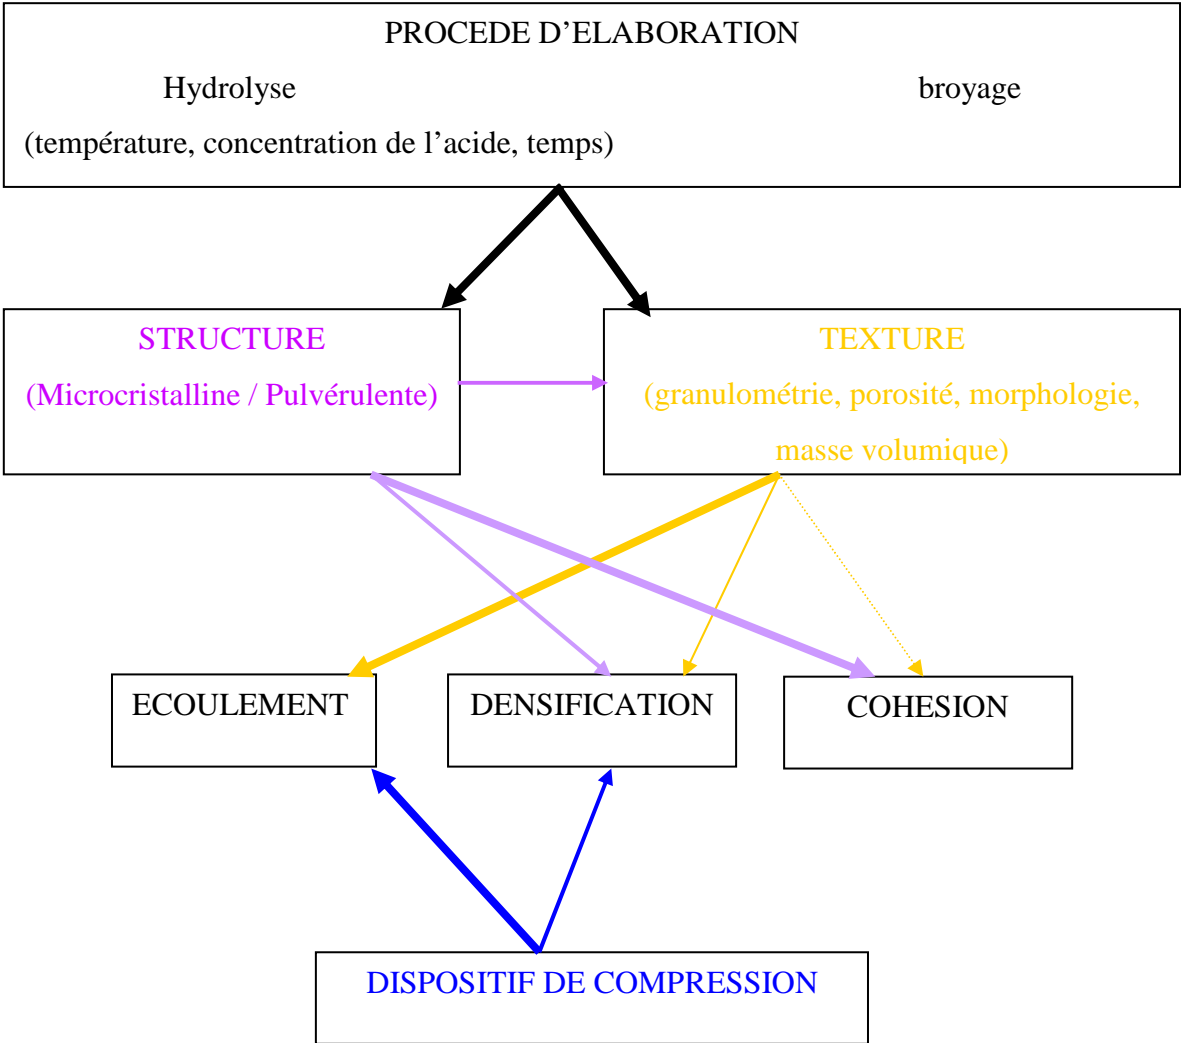 PROCEDE D’ELABORATION
Hydrolyse broyage
(température, concentration de l’acide, temps)
STRUCTURE
(Microcristalline / Pulvérulente)
TEXTURE
(granulométrie, porosité, morphologie,
masse volumique)
ECOULEMENT
DENSIFICATION
COHESION
DISPOSITIF DE COMPRESSION